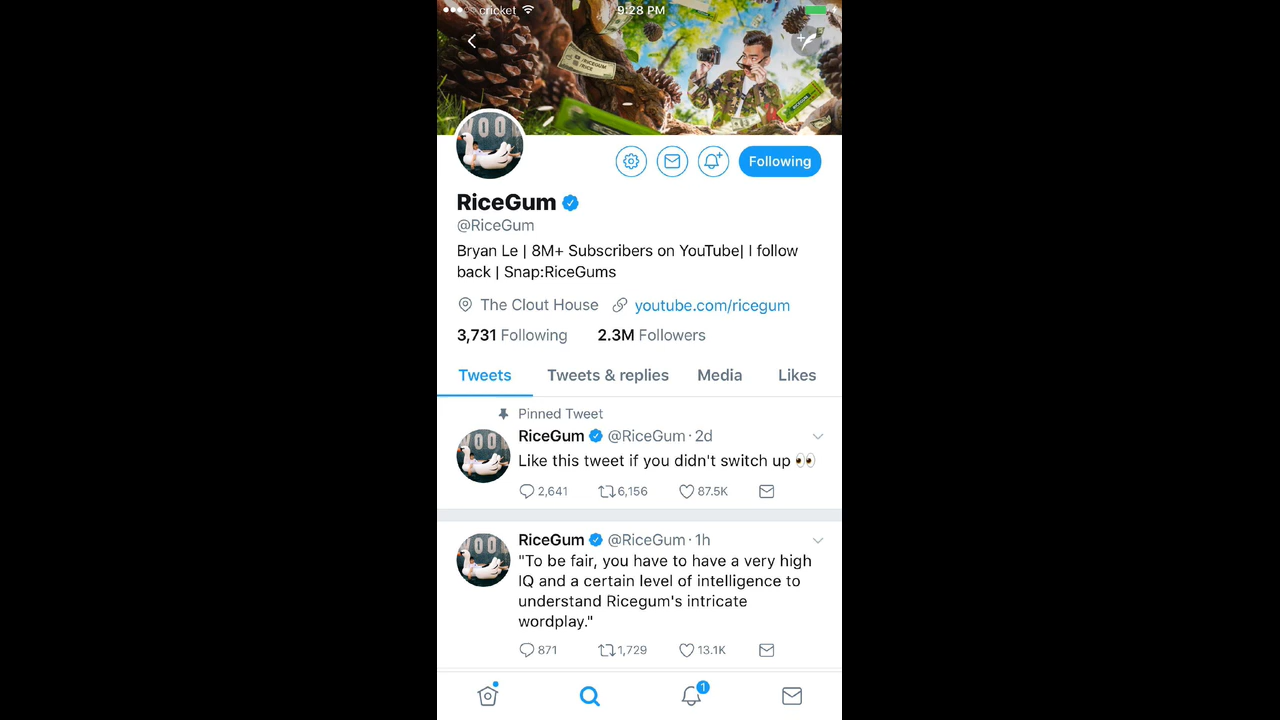 cricket 9:28 PM
/RICEGUM
/RICE
VOOK
Following
RiceGum
@RiceGum
Bryan Le | 8M+ Subscribers on YouTube| I follow
back | Snap:RiceGums
The Clout House youtube.com/ricegum
3,731 Following 2.3M Followers
Tweets Tweets & replies Media Likes
Pinned Tweet
RiceGum @RiceGum · 2d
Like this tweet if you didn't switch up 👀
2,641 6,156 87.5K
RiceGum @RiceGum · 1h
"To be fair, you have to have a very high
IQ and a certain level of intelligence to
understand Ricegum's intricate
wordplay."
871 1,729 13.1K
1